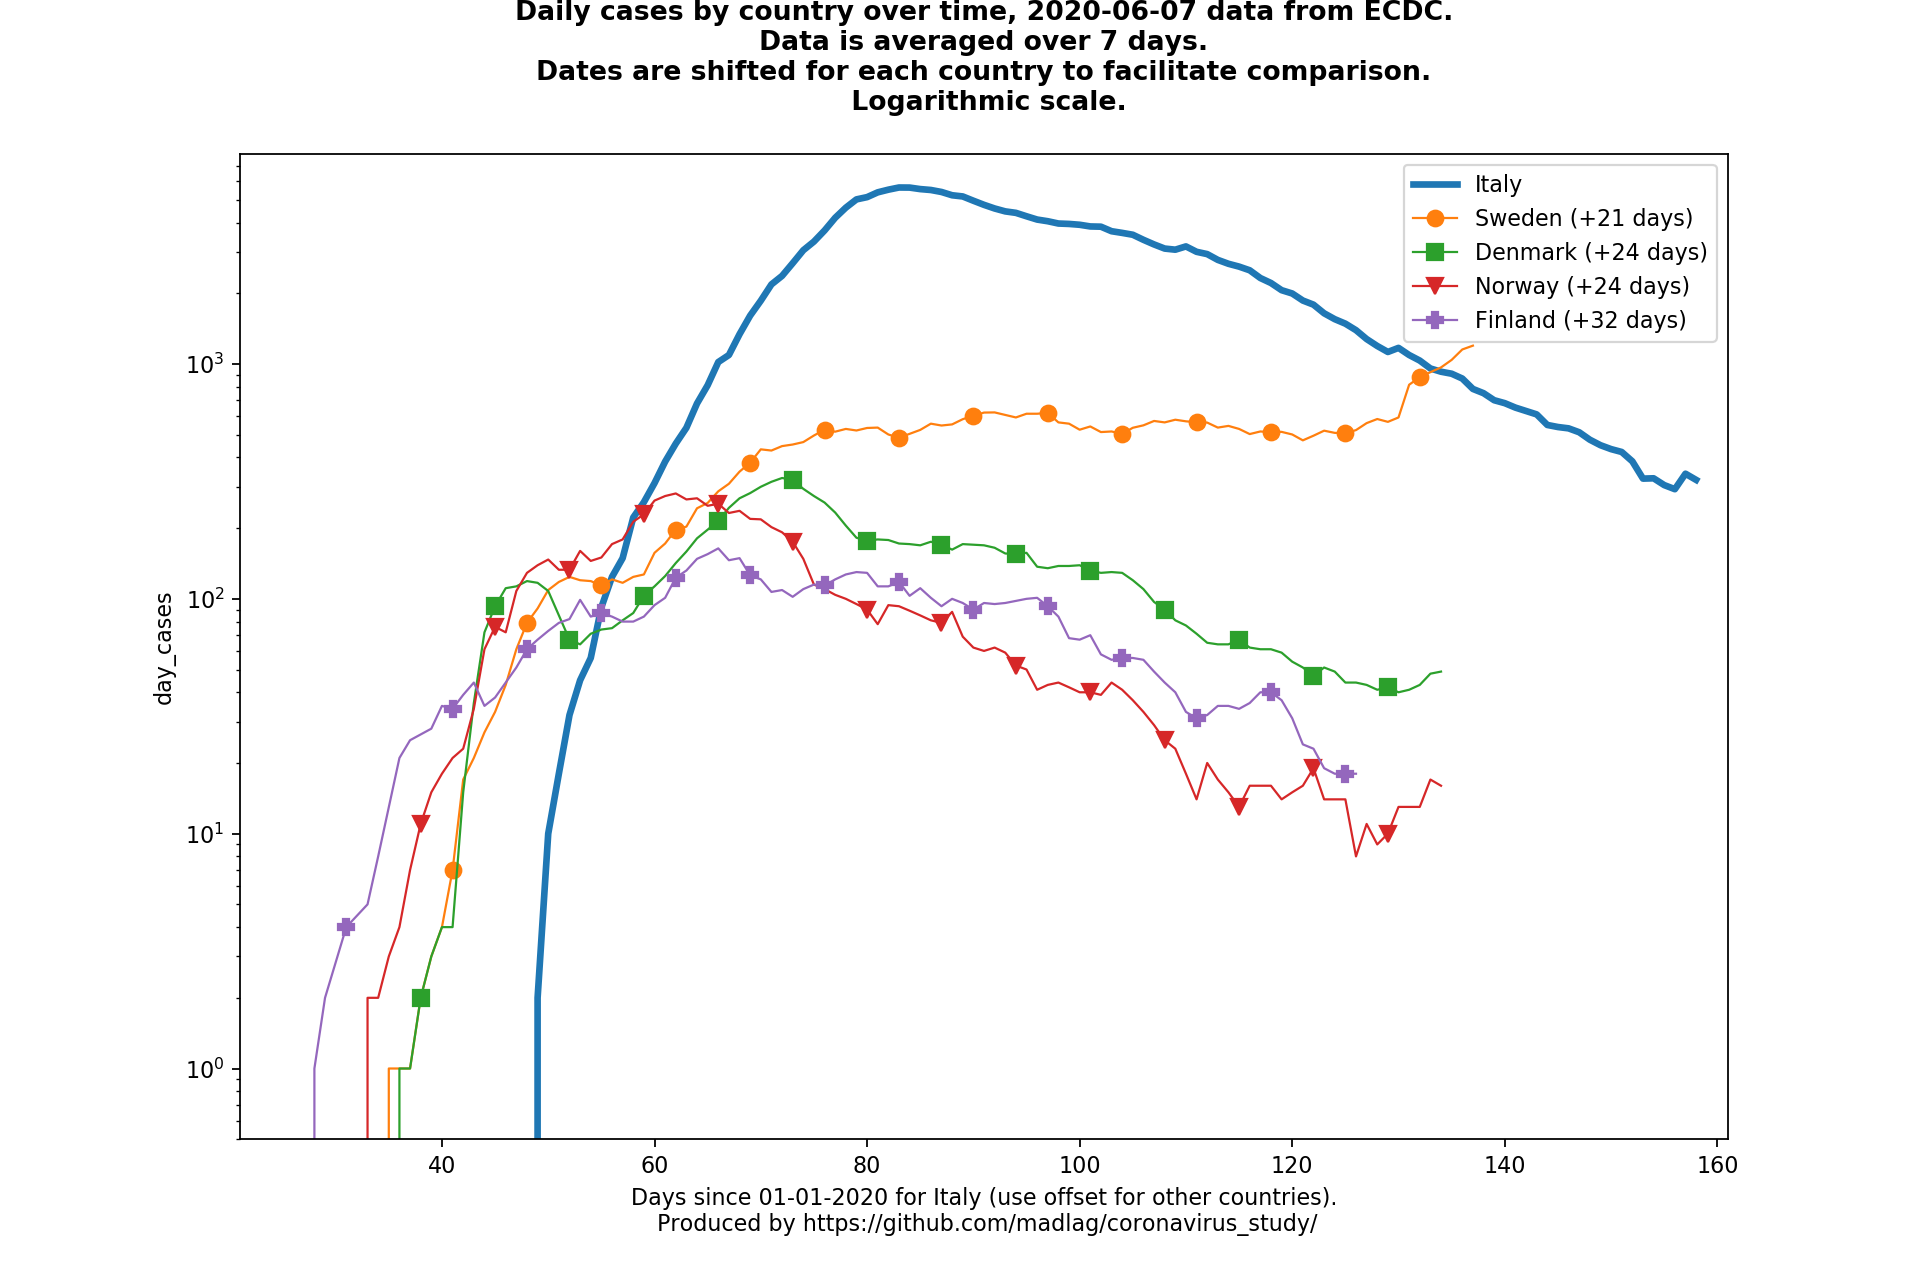 Daily cases by country over time, 2020-06-07 data from ECDC.
Data is averaged over 7 days.
Dates are shifted for each country to facilitate comparison.
Logarithmic scale.
Italy
Sweden (+21 days)
Denmark (+24 days)
Norway (+24 days)
Finland (+32 days)
day_cases
10³
10²
10¹
10⁰
40 60 80 100 120 140 160
Days since 01-01-2020 for Italy (use offset for other countries).
Produced by https://github.com/madlag/coronavirus_study/